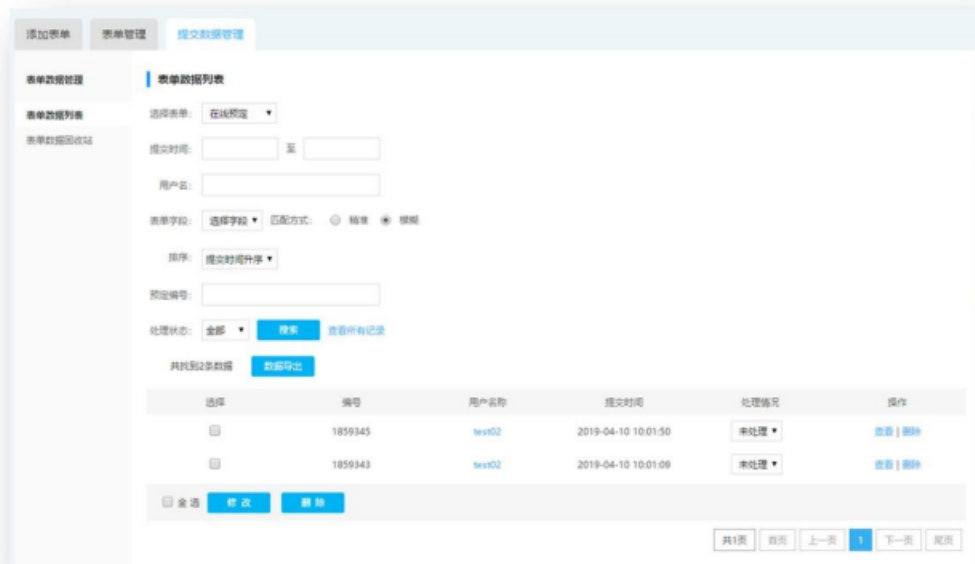 添加表单 表单管理 提交数据管理
表单数据管理
表单数据列表
表单数据回收站
表单数据列表
选择表单: 在线预定
提交时间: 至
用户名:
表单字段: 选择字段 匹配方式: 精准 模糊
排序: 提交时间升序
预定编号:
处理状态: 全部 搜索 查看所有记录
共找到2条数据 数据导出
选择 编号 用户名称 提交时间 处理情况 操作
1859345 test02 2019-04-10 10:01:50 未处理 查看 | 删除
1859343 test02 2019-04-10 10:01:09 未处理 查看 | 删除
全选 修 改 删 除
共1页 首页 上一页 1 下一页 尾页